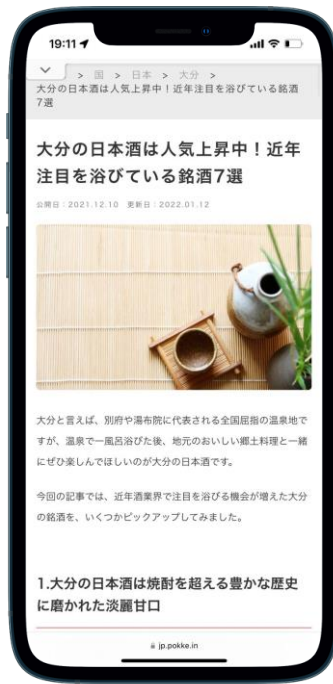 19:11
> 国 > 日本 > 大分 >
大分の日本酒は人気上昇中！近年注目を浴びている銘酒
7選
大分の日本酒は人気上昇中！近年
注目を浴びている銘酒7選
公開日：2021.12.10 更新日：2022.01.12
大分と言えば、別府や湯布院に代表される全国屈指の温泉地で
すが、温泉で一風呂浴びた後、地元のおいしい郷土料理と一緒
にぜひ楽しんでほしいのが大分の日本酒です。
今回の記事では、近年酒業界で注目を浴びる機会が増えた大分
の銘酒を、いくつかピックアップしてみました。
1.大分の日本酒は焼酎を超える豊かな歴史
に磨かれた淡麗甘口
jp.pokke.in